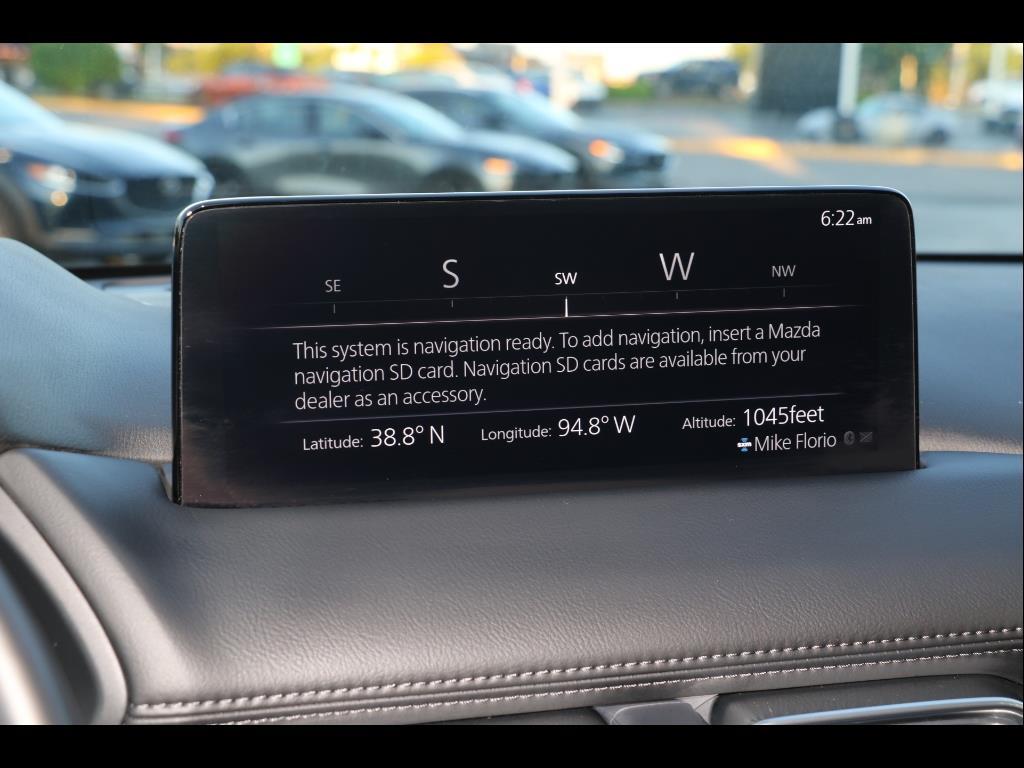 6:22am
SE S SW W NW
This system is navigation ready. To add navigation, insert a Mazda
navigation SD card. Navigation SD cards are available from your
dealer as an accessory.
Latitude: 38.8° N Longitude: 94.8° W Altitude: 1045feet
sxm Mike Florio